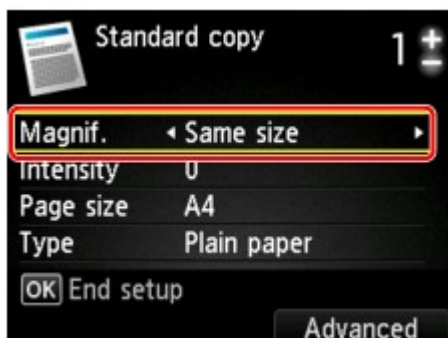 Standard copy 1
Magnif. Same size
Intensity 0
Page size A4
Type Plain paper
OK End setup
Advanced